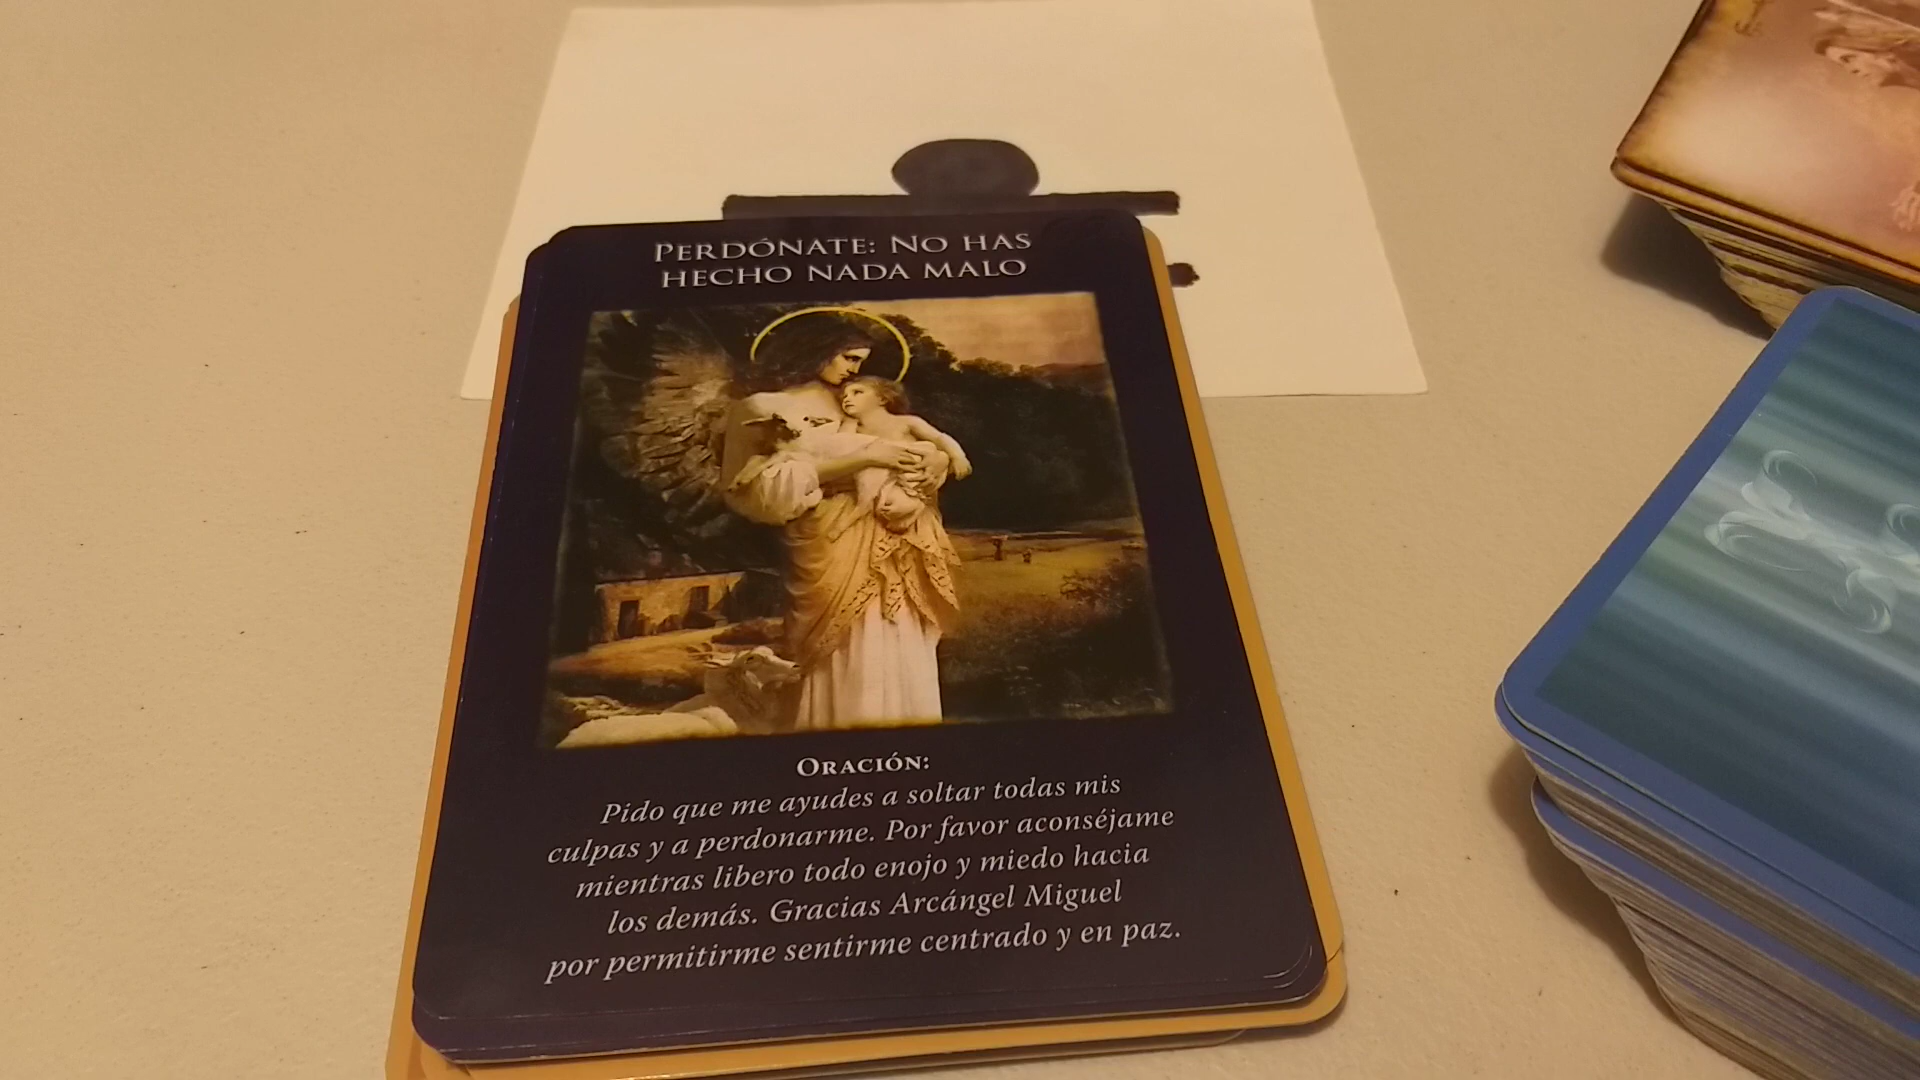 PERDÓNATE: NO HAS
HECHO NADA MALO
ORACIÓN:
Pido que me ayudes a soltar todas mis
culpas y a perdonarme. Por favor aconséjame
mientras libero todo enojo y miedo hacia
los demás. Gracias Arcángel Miguel
por permitirme sentirme centrado y en paz.